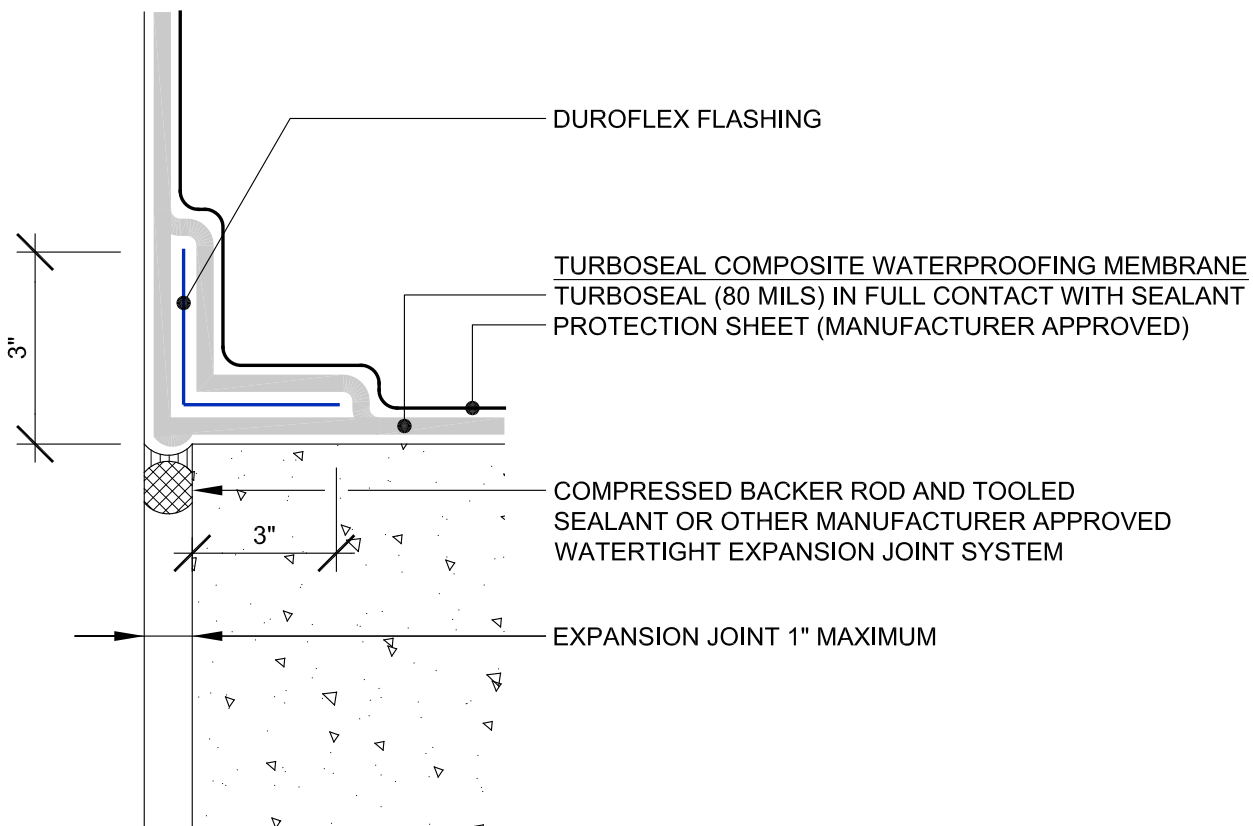 DUROFLEX FLASHING
TURBOSEAL COMPOSITE WATERPROOFING MEMBRANE
TURBOSEAL (80 MILS) IN FULL CONTACT WITH SEALANT
PROTECTION SHEET (MANUFACTURER APPROVED)
3"
COMPRESSED BACKER ROD AND TOOLED
SEALANT OR OTHER MANUFACTURER APPROVED
WATERTIGHT EXPANSION JOINT SYSTEM
3"
EXPANSION JOINT 1" MAXIMUM